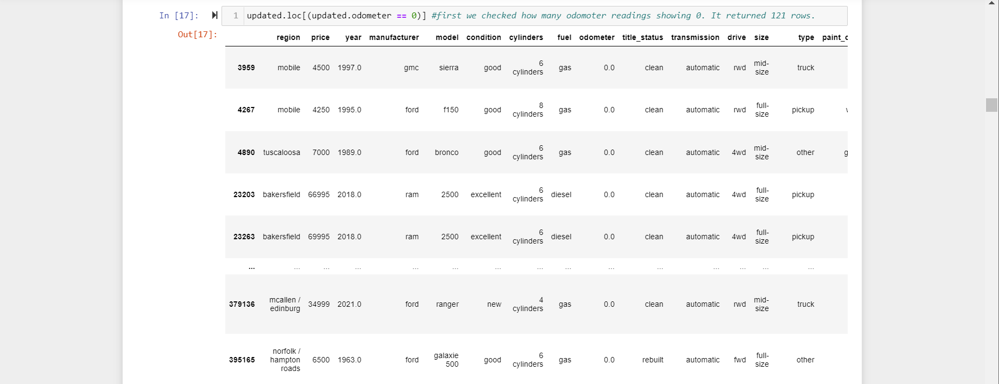 In [17]: 1 updated.loc[(updated.odometer == 0)] #first we checked how many odomoter readings showing 0. It returned 121 rows.
Out[17]:
region price year manufacturer model condition cylinders fuel odometer title_status transmission drive size type paint_c
3959 mobile 4500 1997.0 gmc sierra good 6 cylinders gas 0.0 clean automatic rwd mid-size truck
4267 mobile 4250 1995.0 ford f150 good 8 cylinders gas 0.0 clean automatic rwd full-size pickup
4890 tuscaloosa 7000 1989.0 ford bronco good 6 cylinders gas 0.0 clean automatic 4wd mid-size other g
23203 bakersfield 66995 2018.0 ram 2500 excellent 6 cylinders diesel 0.0 clean automatic 4wd full-size pickup
23263 bakersfield 69995 2018.0 ram 2500 excellent 6 cylinders diesel 0.0 clean automatic 4wd full-size pickup
... ... ... ... ... ... ... ... ... ... ... ... ... ... ...
379136 mcallen / edinburg 34999 2021.0 ford ranger new 4 cylinders gas 0.0 clean automatic rwd mid-size truck
395165 norfolk / hampton roads 6500 1963.0 ford galaxie 500 good 6 cylinders gas 0.0 rebuilt automatic fwd full-size other